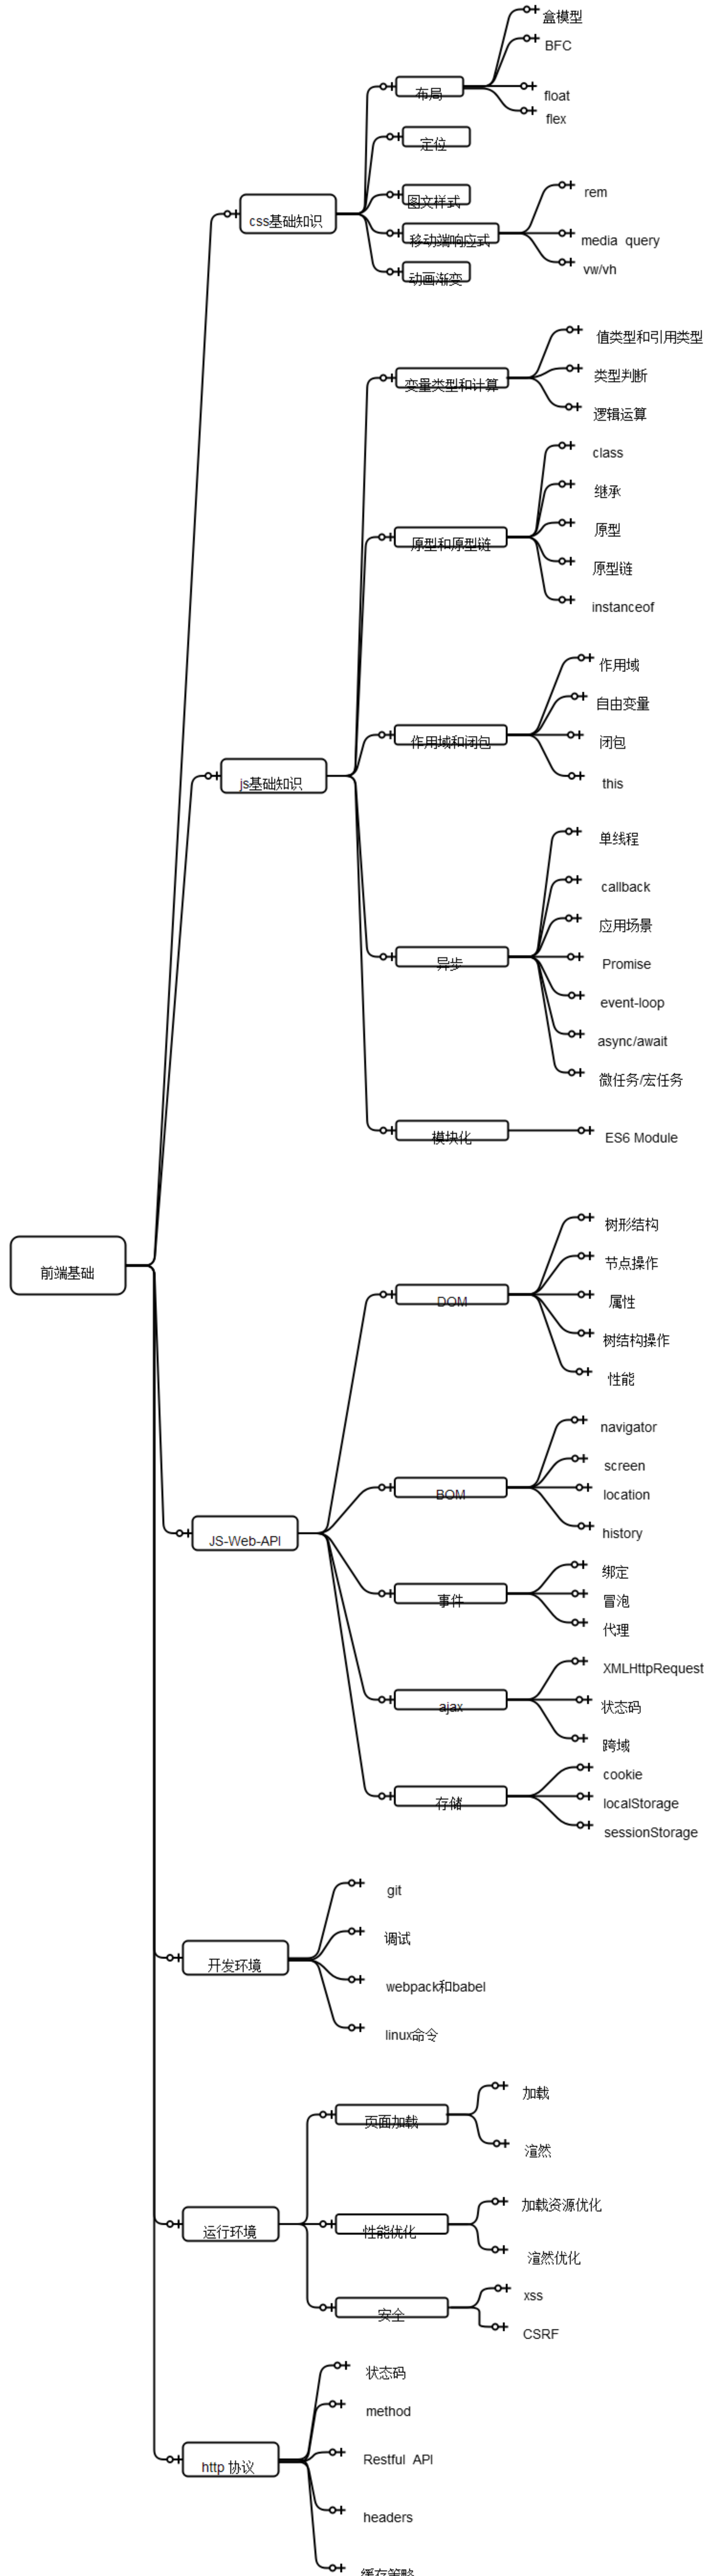 前端基础
css基础知识
布局
盒模型
BFC
float
flex
定位
图文样式
移动端响应式
rem
media query
vw/vh
动画渐变
js基础知识
变量类型和计算
值类型和引用类型
类型判断
逻辑运算
原型和原型链
class
继承
原型
原型链
instanceof
作用域和闭包
作用域
自由变量
闭包
this
异步
单线程
callback
应用场景
Promise
event-loop
async/await
微任务/宏任务
模块化
ES6 Module
JS-Web-API
DOM
树形结构
节点操作
属性
树结构操作
性能
BOM
navigator
screen
location
history
事件
绑定
冒泡
代理
ajax
XMLHttpRequest
状态码
跨域
存储
cookie
localStorage
sessionStorage
开发环境
git
调试
webpack和babel
linux命令
运行环境
页面加载
加载
渲然
性能优化
加载资源优化
渲然优化
安全
xss
CSRF
http 协议
状态码
method
Restful API
headers
缓存策略